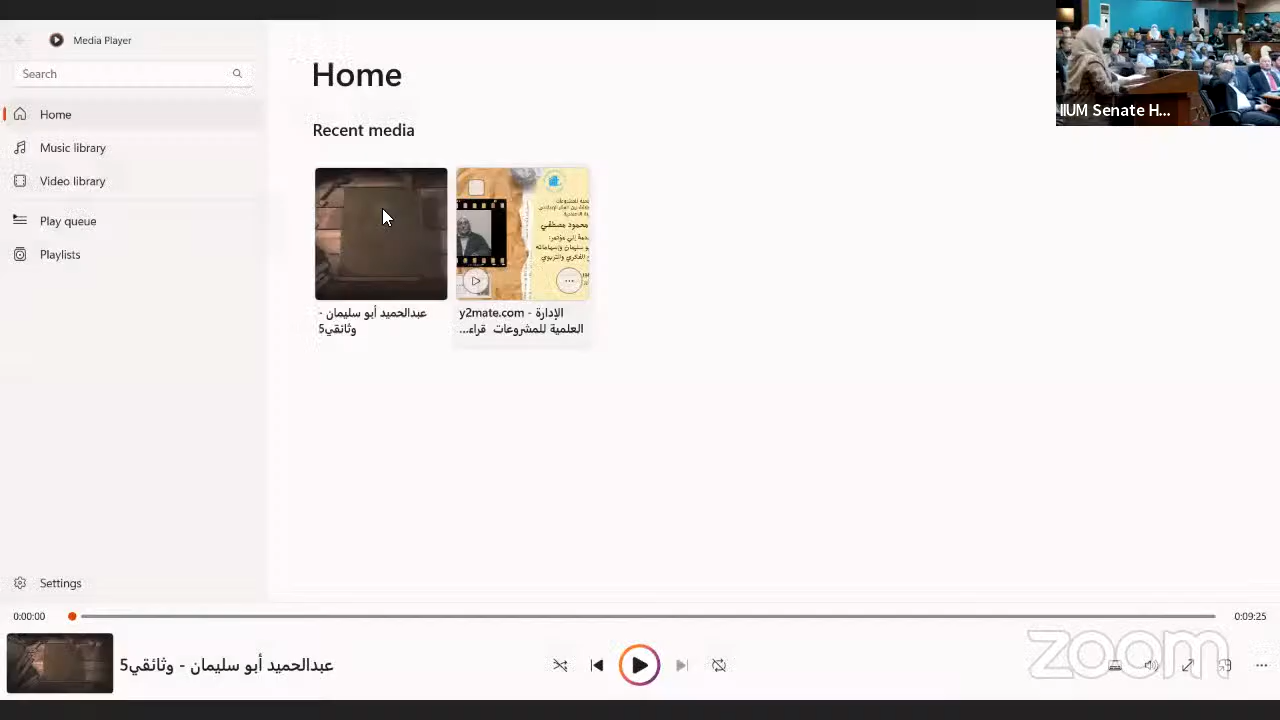 Media Player
Search
Home
Music library
Video library
Play queue
Playlists
Settings
Home
Recent media
محمود مصطفي
عبدالحميد أبو سليمان -
وثائقي5
y2mate.com - الإدارة
العلمية للمشروعات قراء...
IIUM Senate H...
0:00:00
0:09:25
عبدالحميد أبو سليمان - وثائقي5
zoom